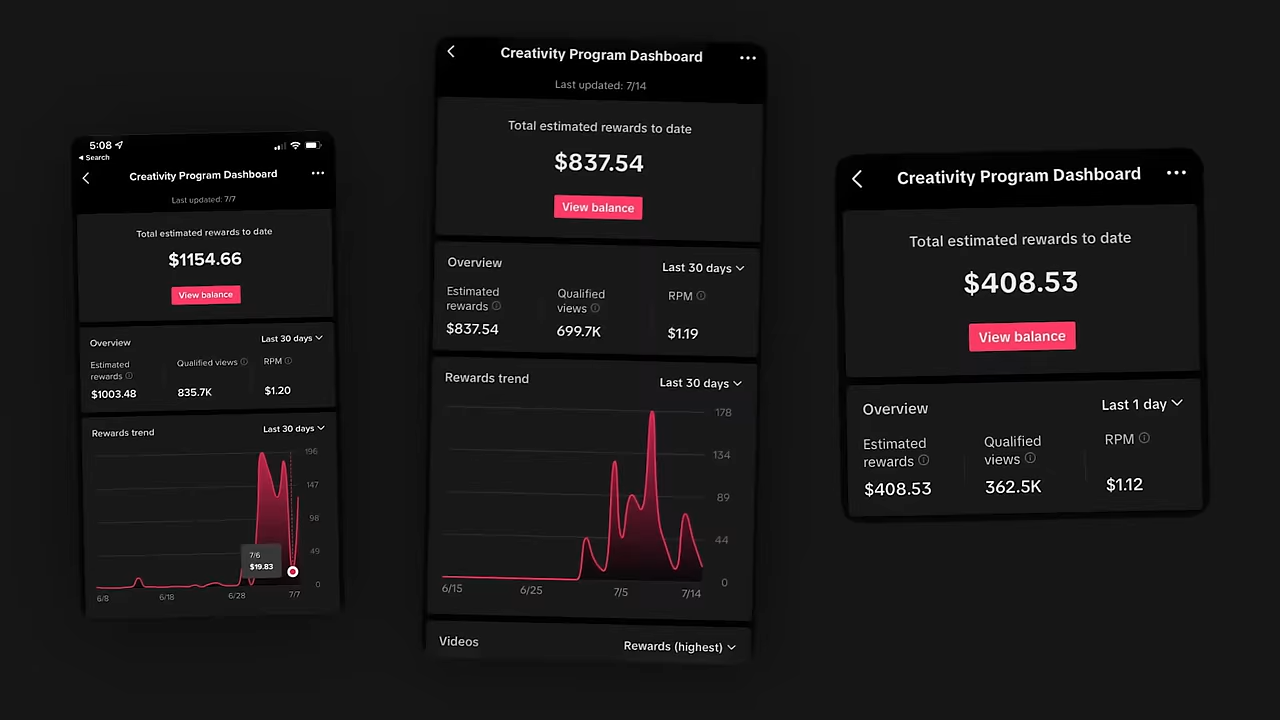 5:08
◂ Search
Creativity Program Dashboard
Last updated: 7/7
Total estimated rewards to date
$1154.66
View balance
Overview
Last 30 days
Estimated
rewards
Qualified views
RPM
$1003.48
835.7K
$1.20
Rewards trend
Last 30 days
196
147
98
49
0
7/6
$19.83
6/8
6/18
6/28
7/7
Creativity Program Dashboard
Last updated: 7/14
Total estimated rewards to date
$837.54
View balance
Overview
Last 30 days
Estimated
rewards
Qualified
views
RPM
$837.54
699.7K
$1.19
Rewards trend
Last 30 days
178
134
89
44
0
6/15
6/25
7/5
7/14
Videos
Rewards (highest)
Creativity Program Dashboard
Total estimated rewards to date
$408.53
View balance
Overview
Last 1 day
Estimated
rewards
Qualified
views
RPM
$408.53
362.5K
$1.12